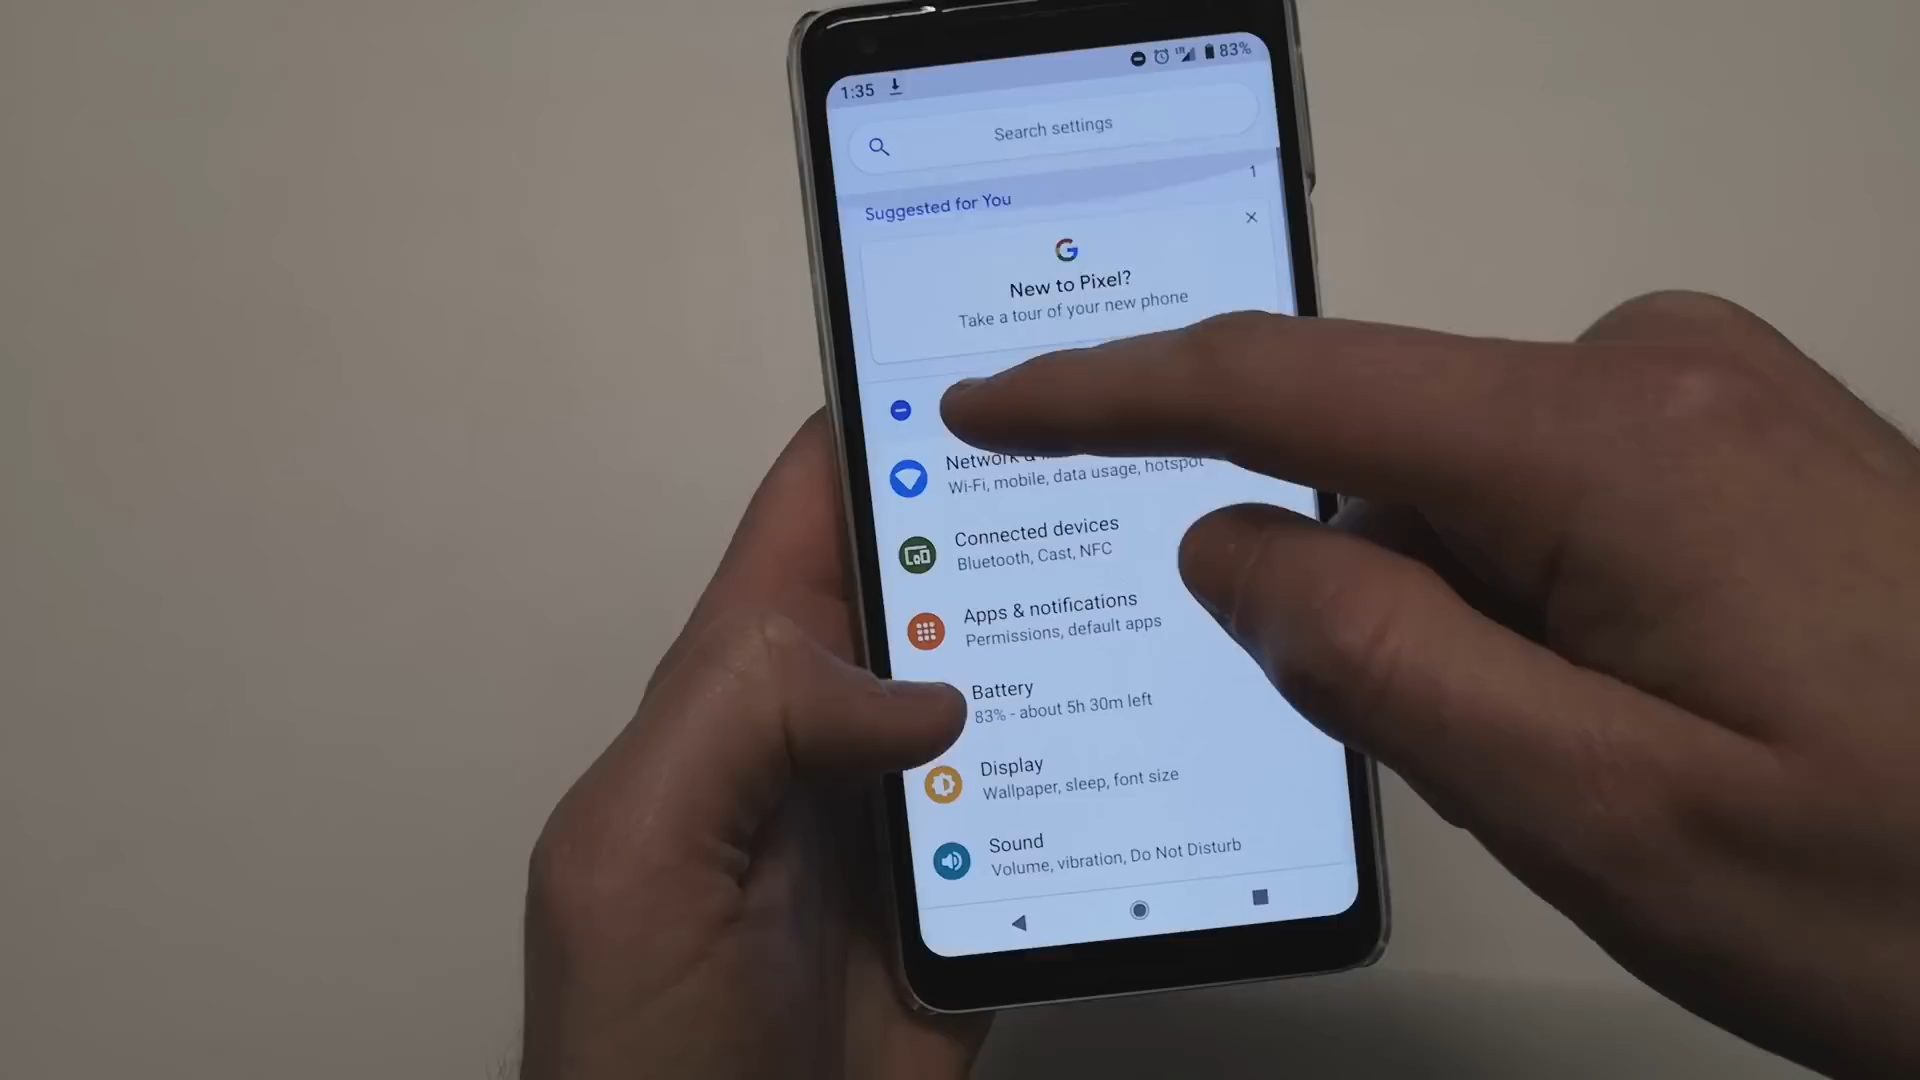 1:35
83%
Search settings
Suggested for You
1
New to Pixel?
Take a tour of your new phone
Network &
Wi-Fi, mobile, data usage, hotspot
Connected devices
Bluetooth, Cast, NFC
Apps & notifications
Permissions, default apps
Battery
83% - about 5h 30m left
Display
Wallpaper, sleep, font size
Sound
Volume, vibration, Do Not Disturb